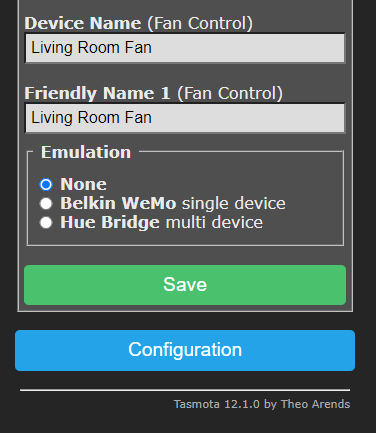 Device Name (Fan Control)
Living Room Fan
Friendly Name 1 (Fan Control)
Living Room Fan
Emulation
None
Belkin WeMo single device
Hue Bridge multi device
Save
Configuration
Tasmota 12.1.0 by Theo Arends